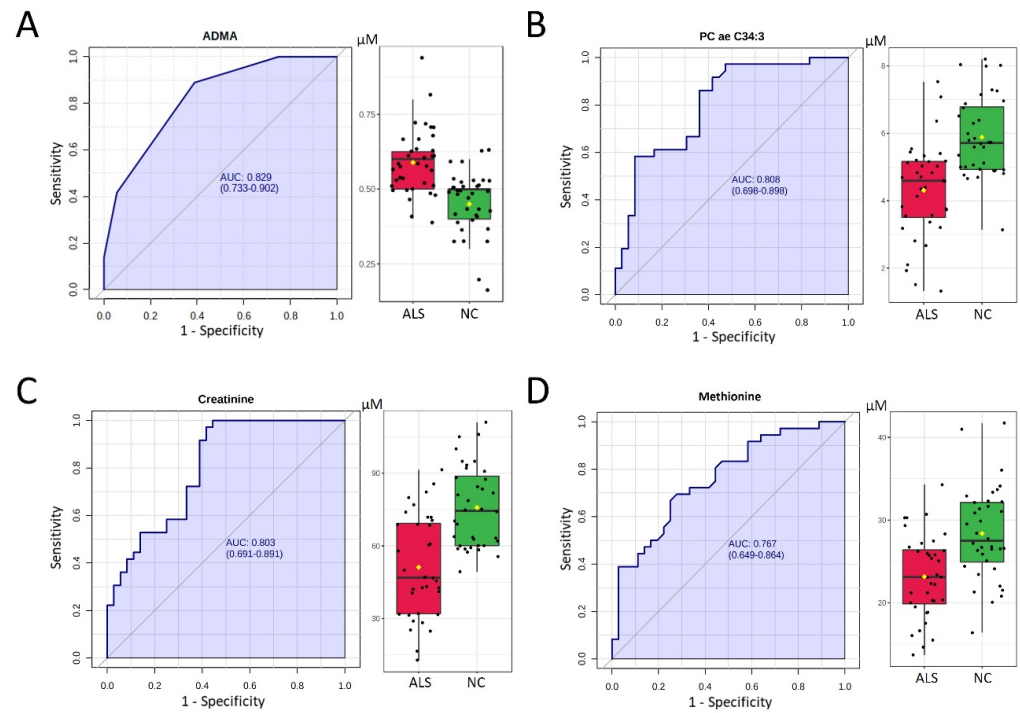 A
ADMA
µM
Sensitivity
0.0 0.2 0.4 0.6 0.8 1.0
AUC: 0.829
(0.733-0.902)
0.0 0.2 0.4 0.6 0.8 1.0
1 - Specificity
0.75
0.50
0.25
ALS NC
B
PC ae C34:3
µM
Sensitivity
0.0 0.2 0.4 0.6 0.8 1.0
AUC: 0.808
(0.698-0.898)
0.0 0.2 0.4 0.6 0.8 1.0
1 - Specificity
8
6
4
2
ALS NC
C
Creatinine
µM
Sensitivity
0.0 0.2 0.4 0.6 0.8 1.0
AUC: 0.803
(0.691-0.891)
0.0 0.2 0.4 0.6 0.8 1.0
1 - Specificity
90
60
30
ALS NC
D
Methionine
µM
Sensitivity
0.0 0.2 0.4 0.6 0.8 1.0
AUC: 0.767
(0.649-0.864)
0.0 0.2 0.4 0.6 0.8 1.0
1 - Specificity
40
30
20
ALS NC